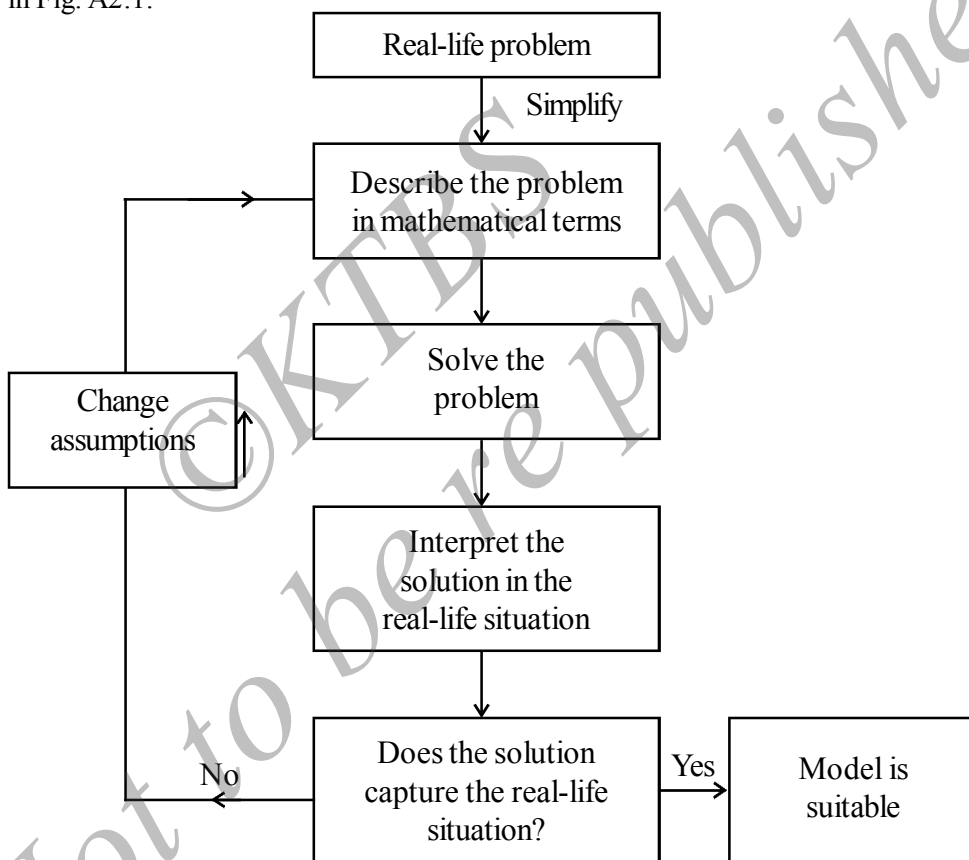 in Fig. A2.1.
Real-life problem
Simplify
Describe the problem
in mathematical terms
Solve the
problem
Change
assumptions
Interpret the
solution in the
real-life situation
Does the solution
capture the real-life
situation?
No
Yes
Model is
suitable
©KTBS
Not to be republishe